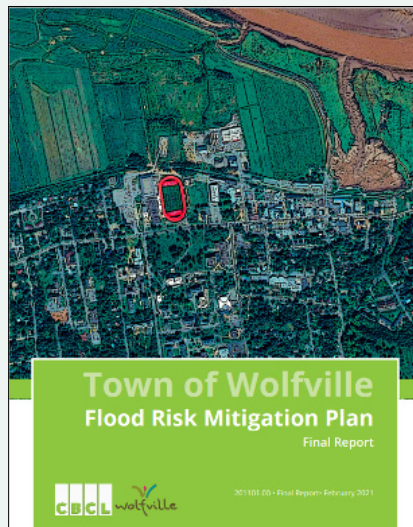 Town of Wolfville
Flood Risk Mitigation Plan
Final Report
201101.00 • Final Report • February 2021
CBCL
wolfville